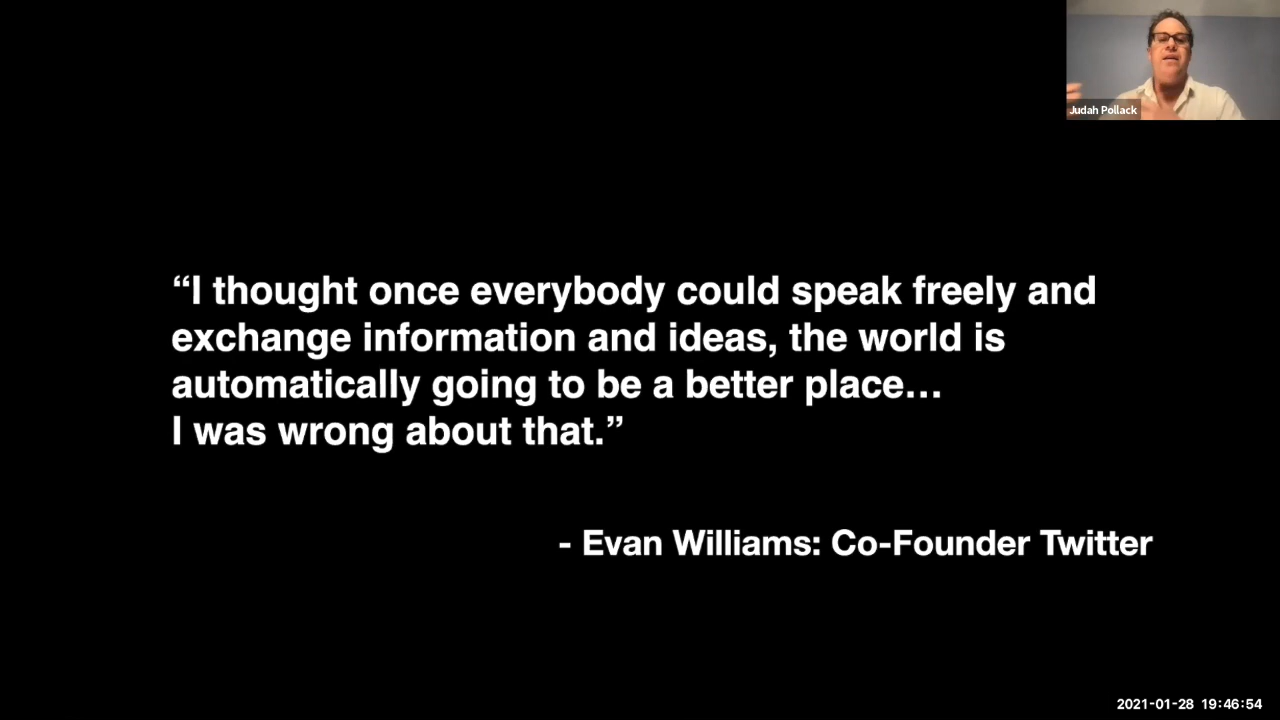 Judah Pollack
“I thought once everybody could speak freely and
exchange information and ideas, the world is
automatically going to be a better place…
I was wrong about that.”
- Evan Williams: Co-Founder Twitter
2021-01-28 19:46:54